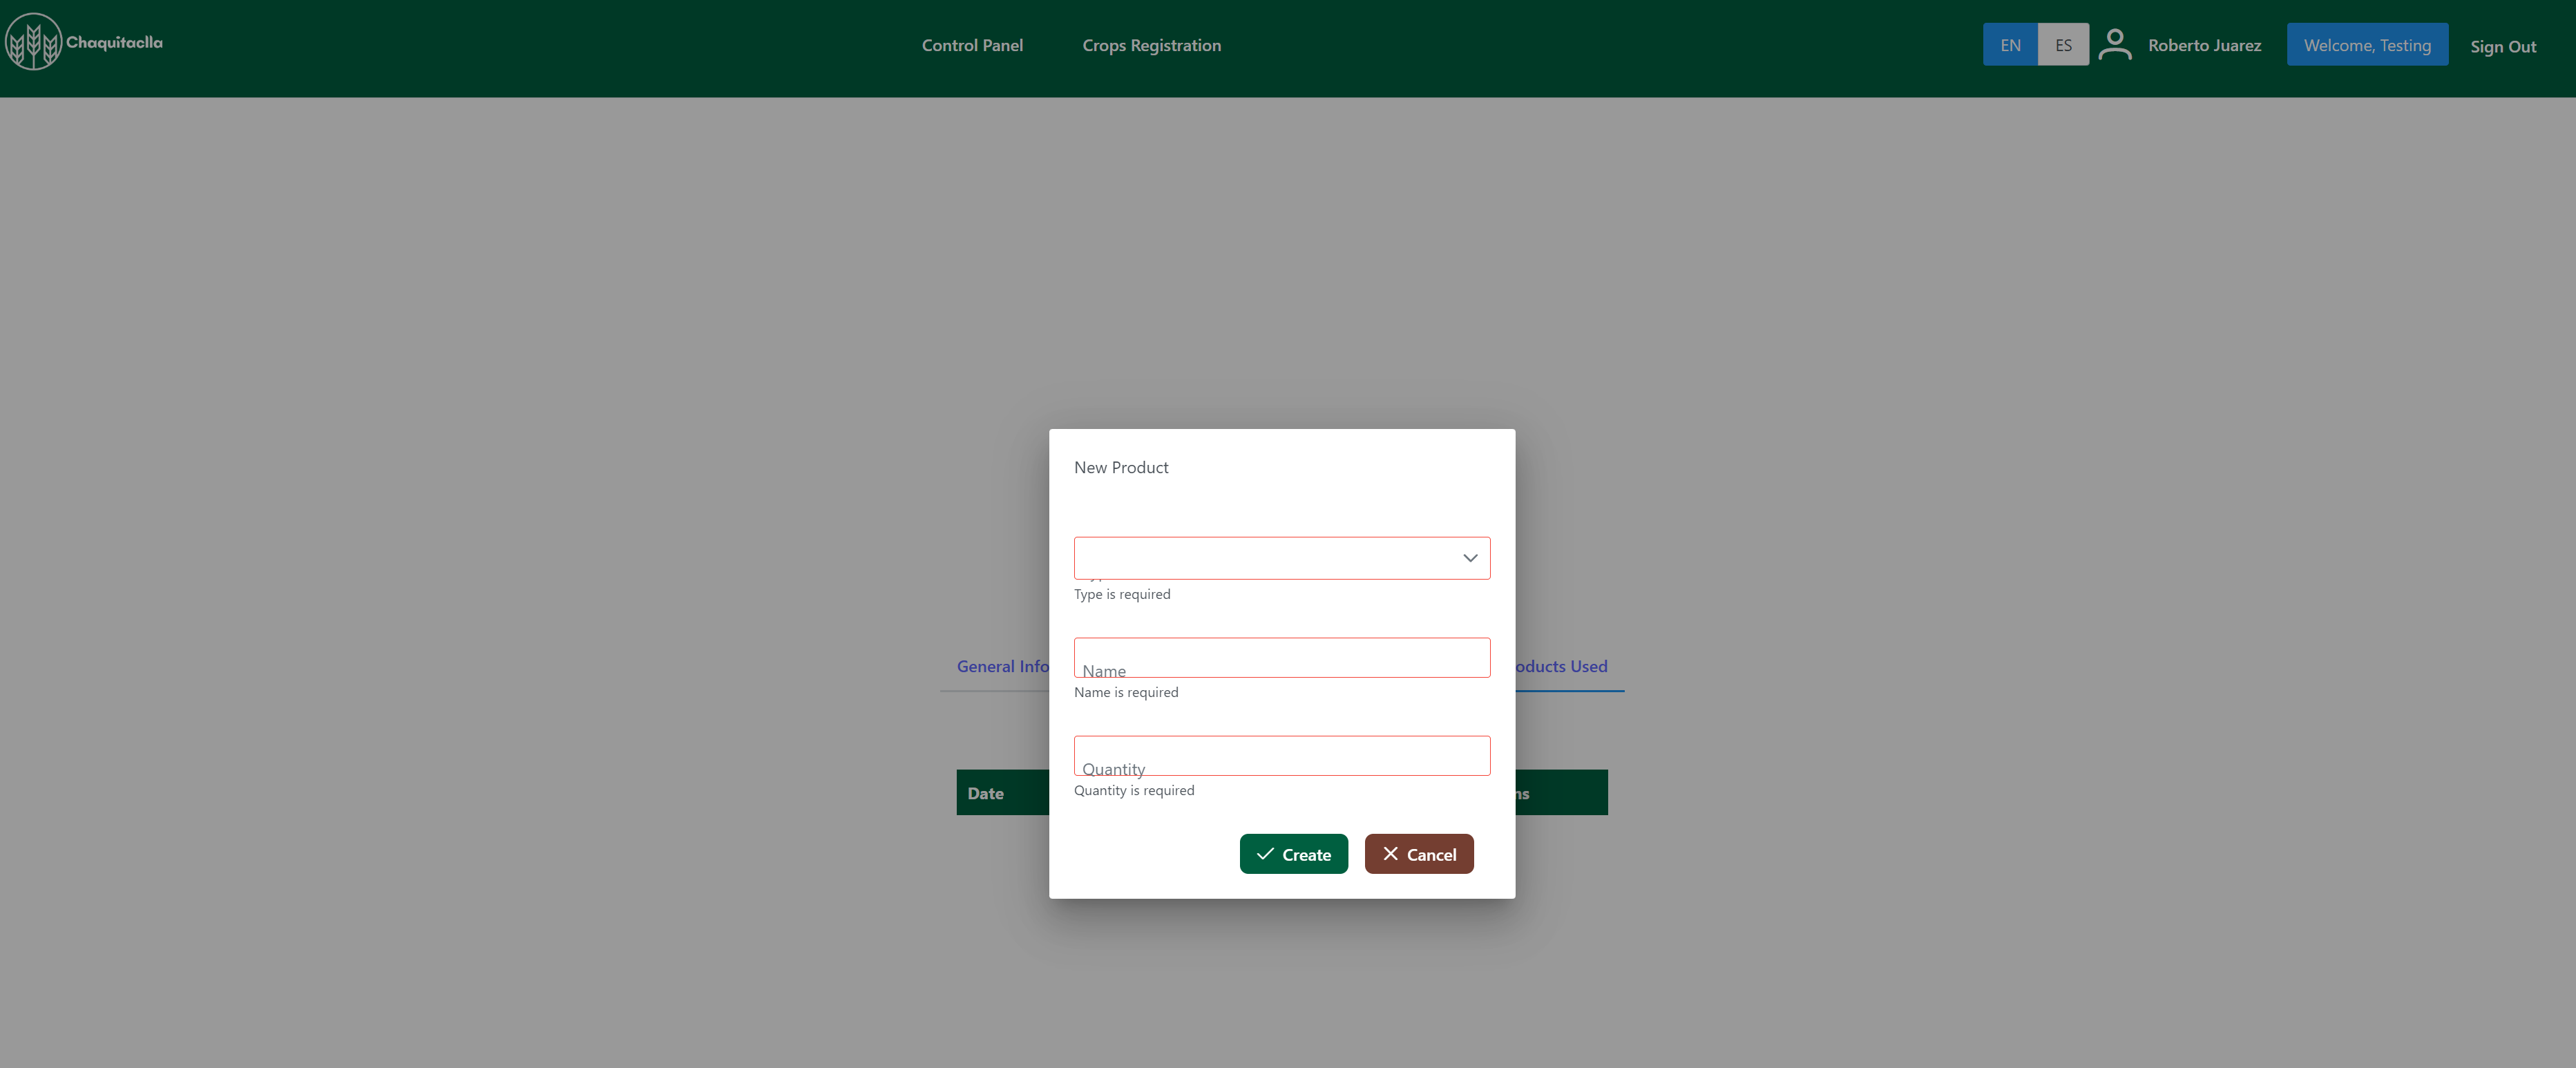 Chaquitaclla
Control Panel
Crops Registration
EN
ES
Roberto Juarez
Welcome, Testing
Sign Out
New Product
Type is required
Name
Name is required
Quantity
Quantity is required
Create
Cancel
General Info
oducts Used
Date
ns